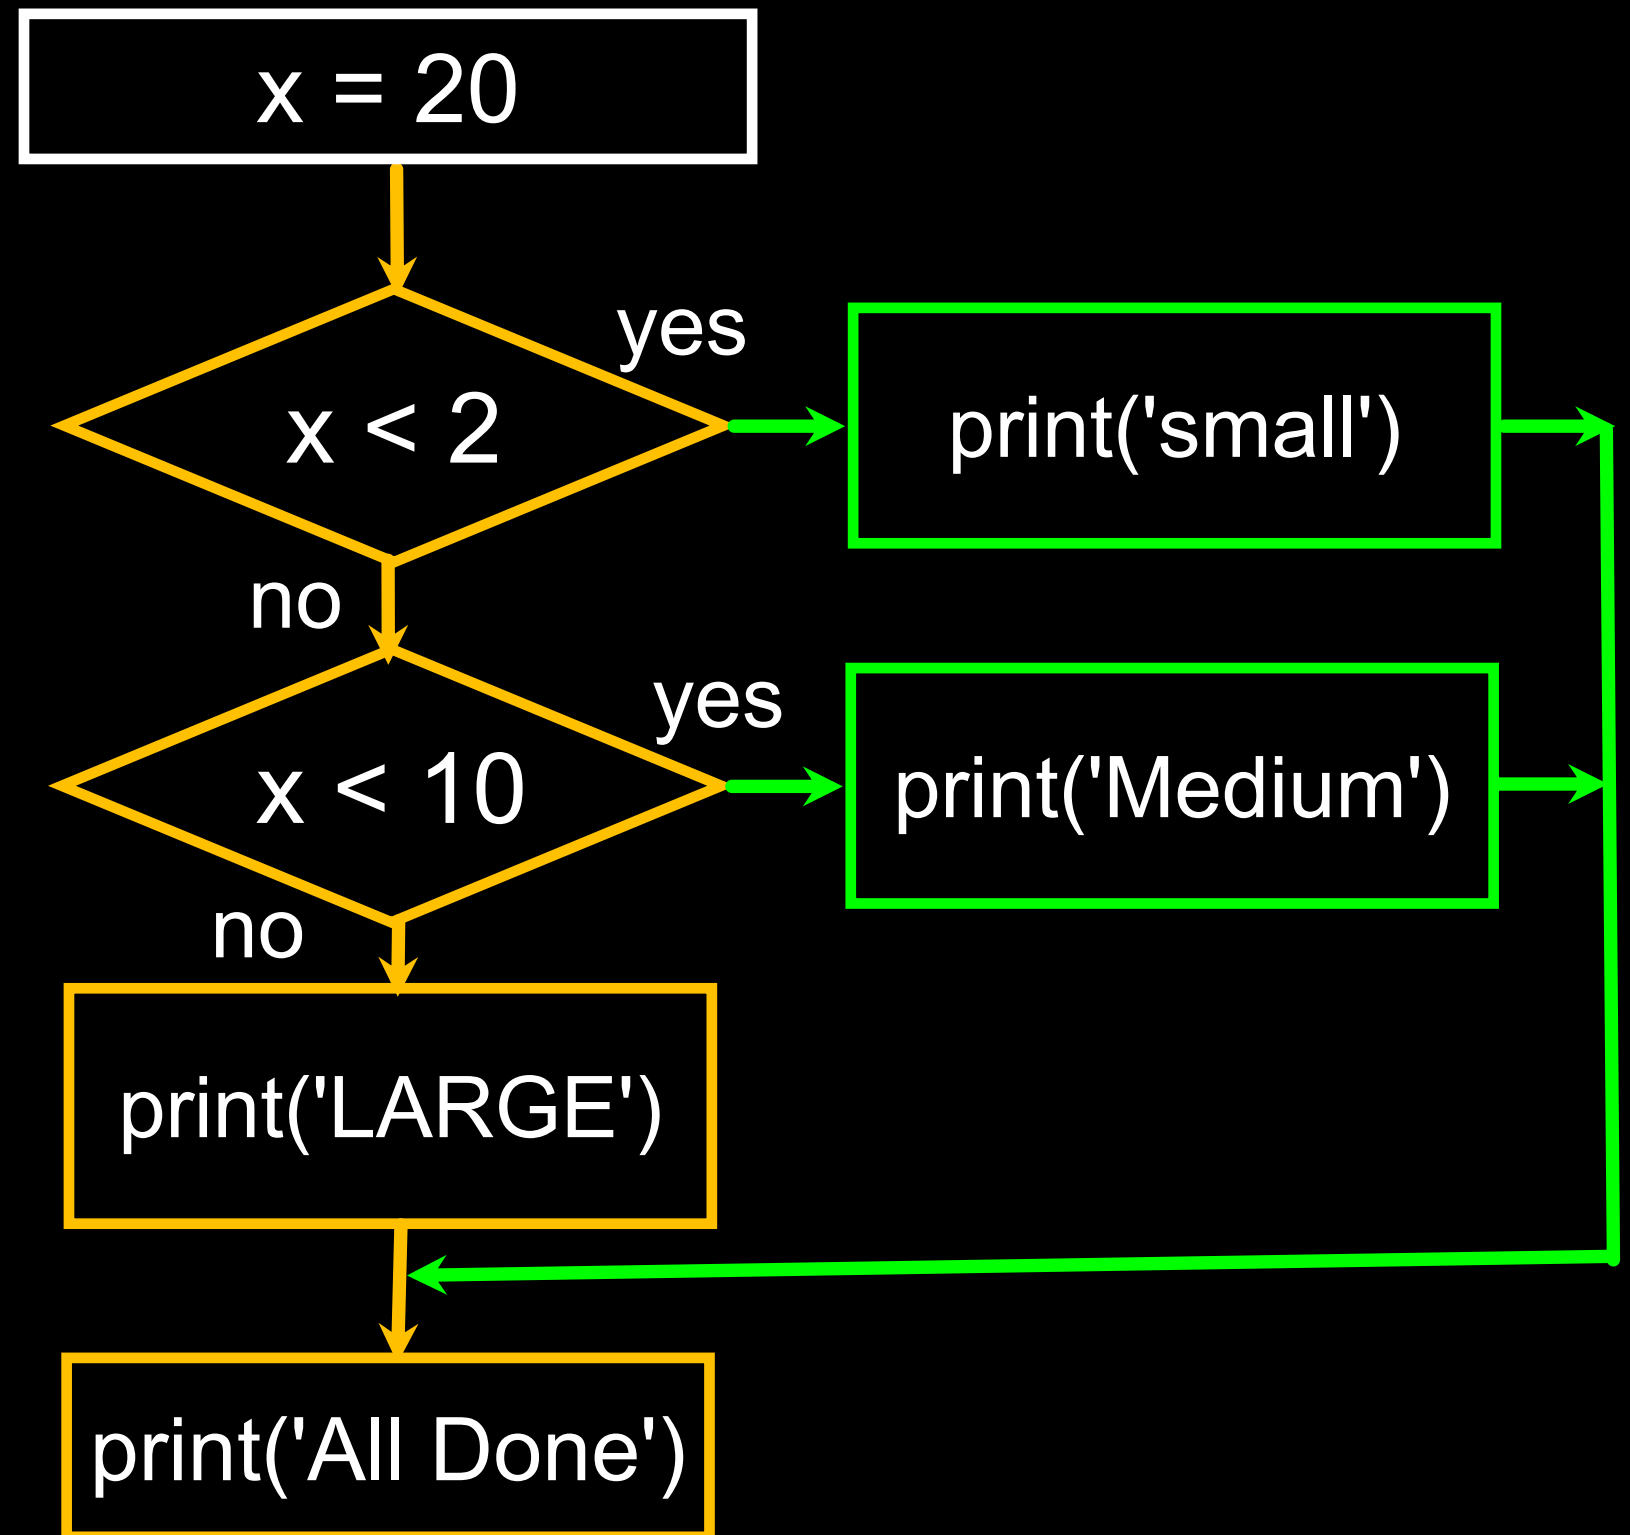 x = 20
yes
x < 2
print('small')
no
yes
x < 10
print('Medium')
no
print('LARGE')
print('All Done')